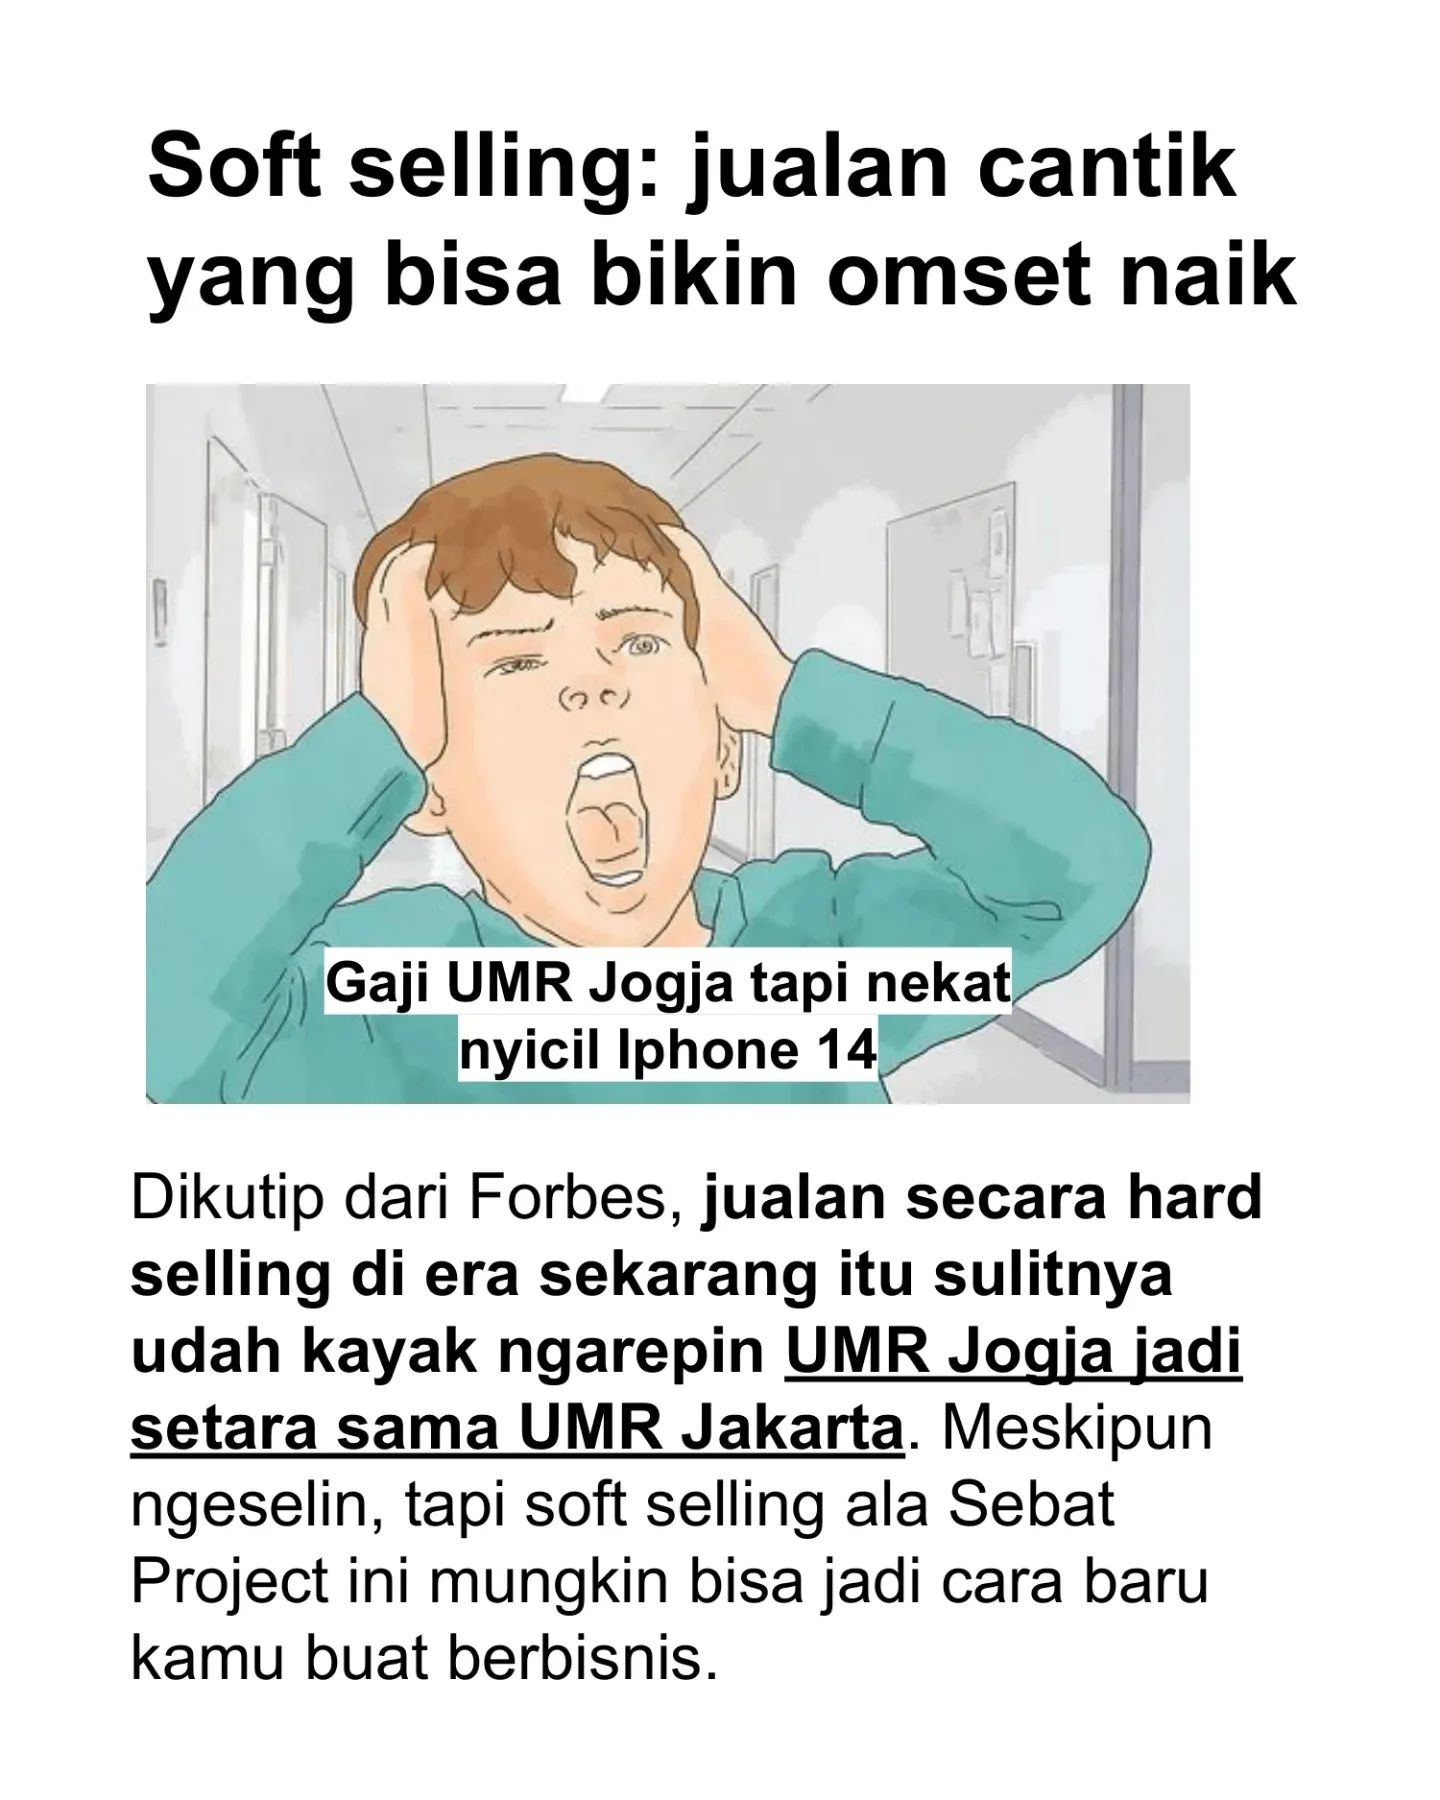 Soft selling: jualan cantik
yang bisa bikin omset naik
Gaji UMR Jogja tapi nekat
nyicil Iphone 14
Dikutip dari Forbes, jualan secara hard
selling di era sekarang itu sulitnya
udah kayak ngarepin UMR Jogja jadi
setara sama UMR Jakarta. Meskipun
ngeselin, tapi soft selling ala Sebat
Project ini mungkin bisa jadi cara baru
kamu buat berbisnis.